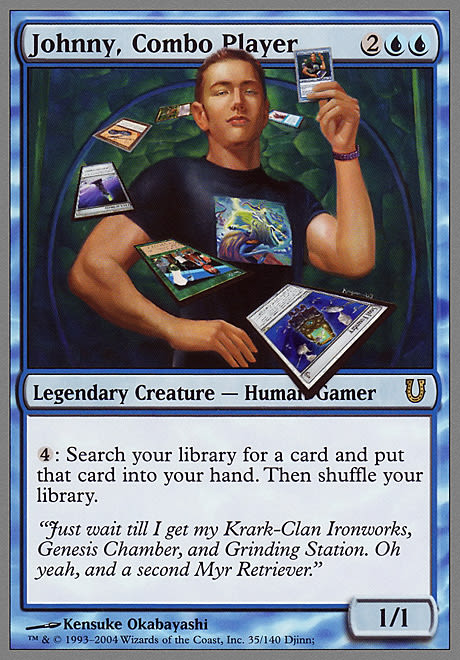 Johnny, Combo Player 2
Legendary Creature — Human Gamer
4: Search your library for a card and put
that card into your hand. Then shuffle your
library.
“Just wait till I get my Krark-Clan Ironworks,
Genesis Chamber, and Grinding Station. Oh
yeah, and a second Myr Retriever.”
Kensuke Okabayashi
™ & © 1993–2004 Wizards of the Coast, Inc. 35/140 Djinn;
1/1